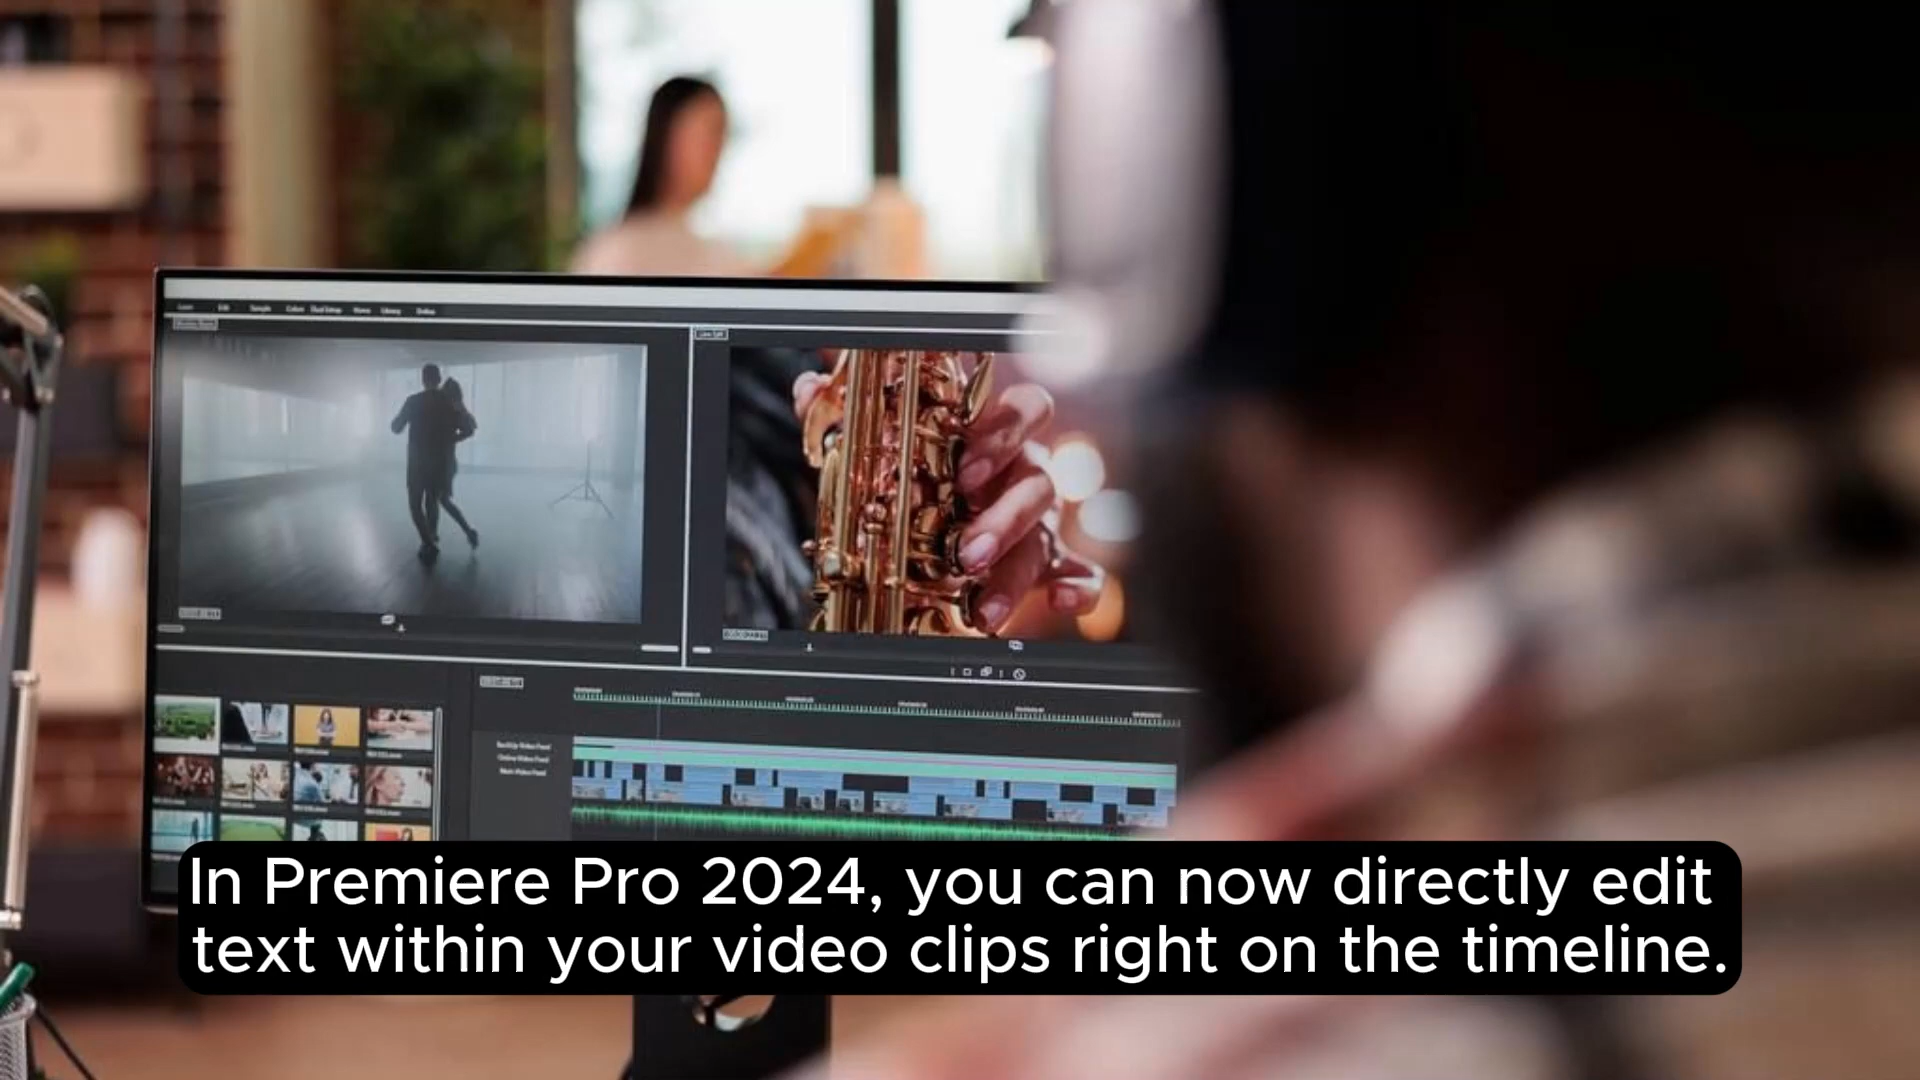 In Premiere Pro 2024, you can now directly edit
text within your video clips right on the timeline.